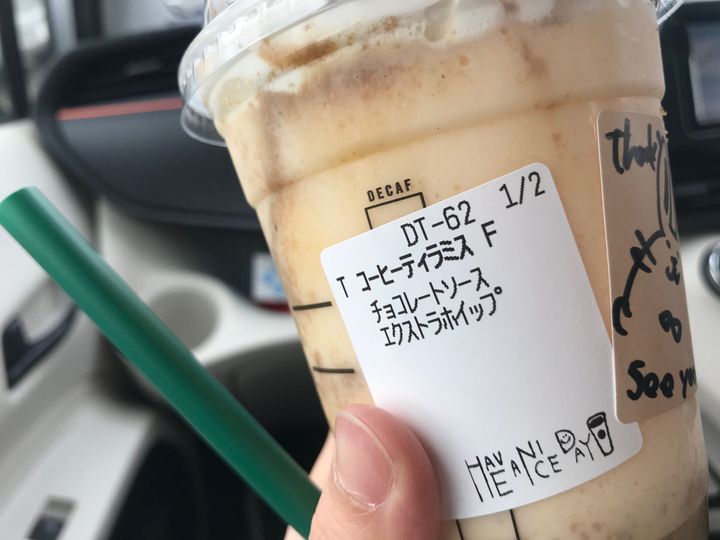 DECAF
DT-62 1/2
T コーヒーティラミス F
チョコレートソース
エクストラホイップ
HAVE A NICE DAY
Thank
See you